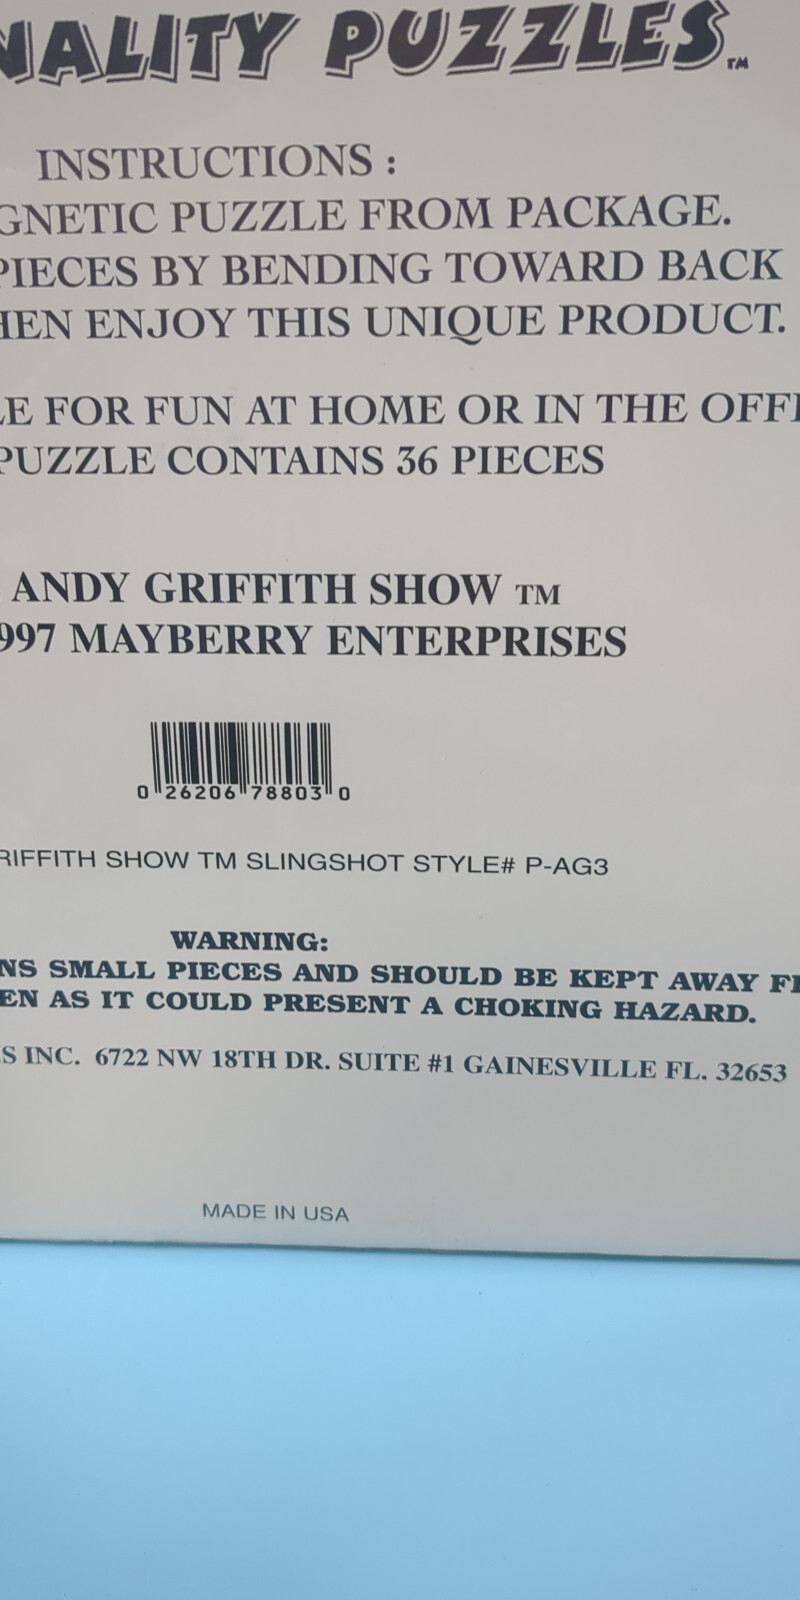 NALITY PUZZLES™
INSTRUCTIONS :
GNETIC PUZZLE FROM PACKAGE.
PIECES BY BENDING TOWARD BACK
HEN ENJOY THIS UNIQUE PRODUCT.
LE FOR FUN AT HOME OR IN THE OFFI
PUZZLE CONTAINS 36 PIECES
ANDY GRIFFITH SHOW TM
997 MAYBERRY ENTERPRISES
0 26206 78803 0
RIFFITH SHOW TM SLINGSHOT STYLE# P-AG3
WARNING:
NS SMALL PIECES AND SHOULD BE KEPT AWAY F
EN AS IT COULD PRESENT A CHOKING HAZARD.
S INC. 6722 NW 18TH DR. SUITE #1 GAINESVILLE FL. 32653
MADE IN USA